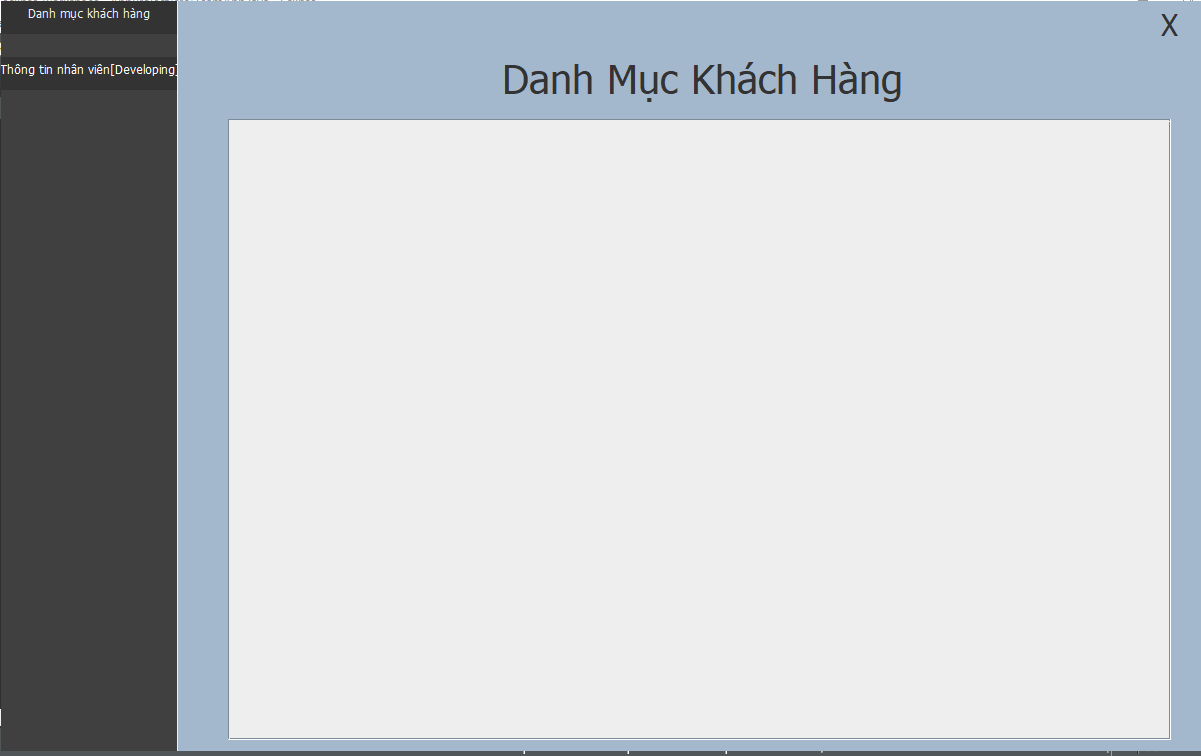 Danh mục khách hàng
X
Thông tin nhân viên[Developing]
Danh Mục Khách Hàng